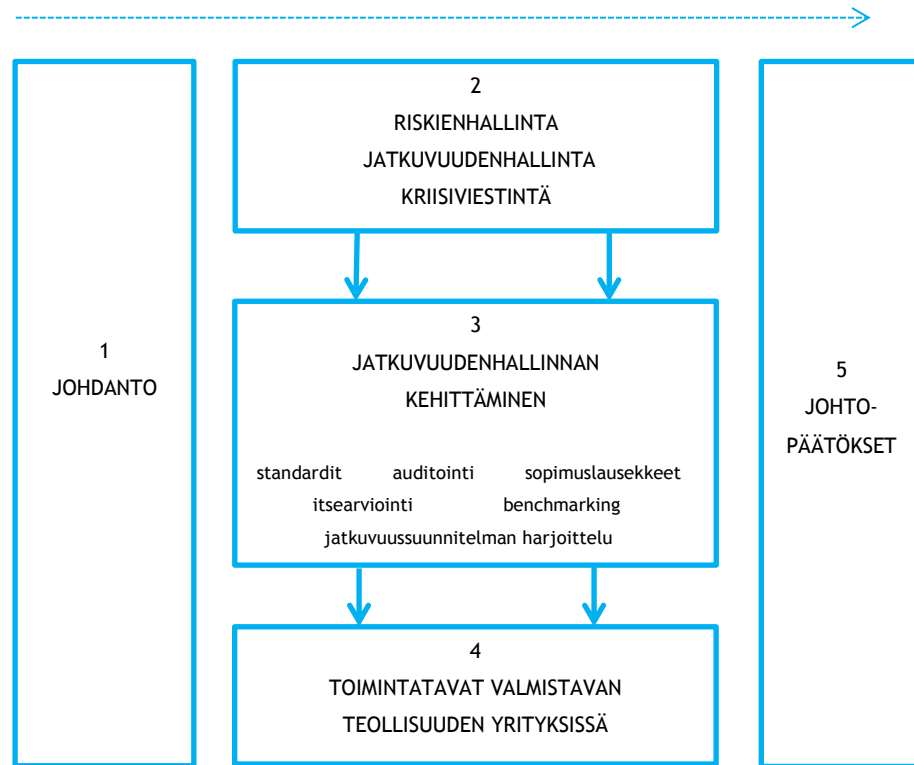 1
JOHDANTO
2
RISKIENHALLINTA
JATKUVUUDENHALLINTA
KRIISIVIESTINTÄ
3
JATKUVUUDENHALLINNAN
KEHITTÄMINEN
standardit auditointi sopimuslausekkeet
itsearviointi benchmarking
jatkuvuussuunnitelman harjoittelu
4
TOIMINTATAVAT VALMISTAVAN
TEOLLISUUDEN YRITYKSISSÄ
5
JOHTO-
PÄÄTÖKSET